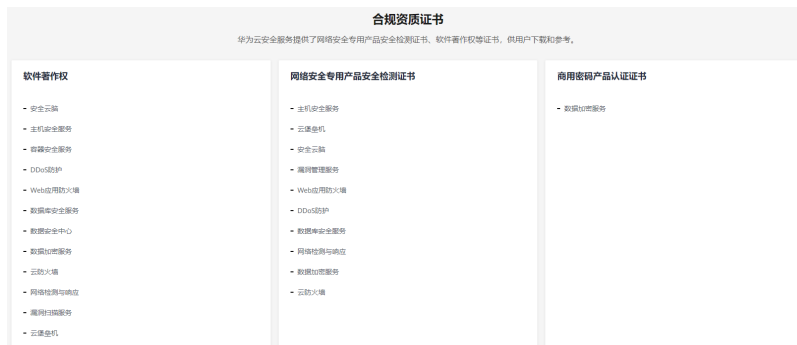 合规资质证书
华为云安全服务提供了网络安全专用产品安全检测证书、软件著作权等证书，供用户下载和参考。
软件著作权
- 安全云脑
- 主机安全服务
- 容器安全服务
- DDoS防护
- Web应用防火墙
- 数据库安全服务
- 数据安全中心
- 数据加密服务
- 云防火墙
- 网络检测与响应
- 漏洞扫描服务
- 云堡垒机
网络安全专用产品安全检测证书
- 主机安全服务
- 云堡垒机
- 安全云脑
- 漏洞管理服务
- Web应用防火墙
- DDoS防护
- 数据库安全服务
- 网络检测与响应
- 数据加密服务
- 云防火墙
商用密码产品认证证书
- 数据加密服务